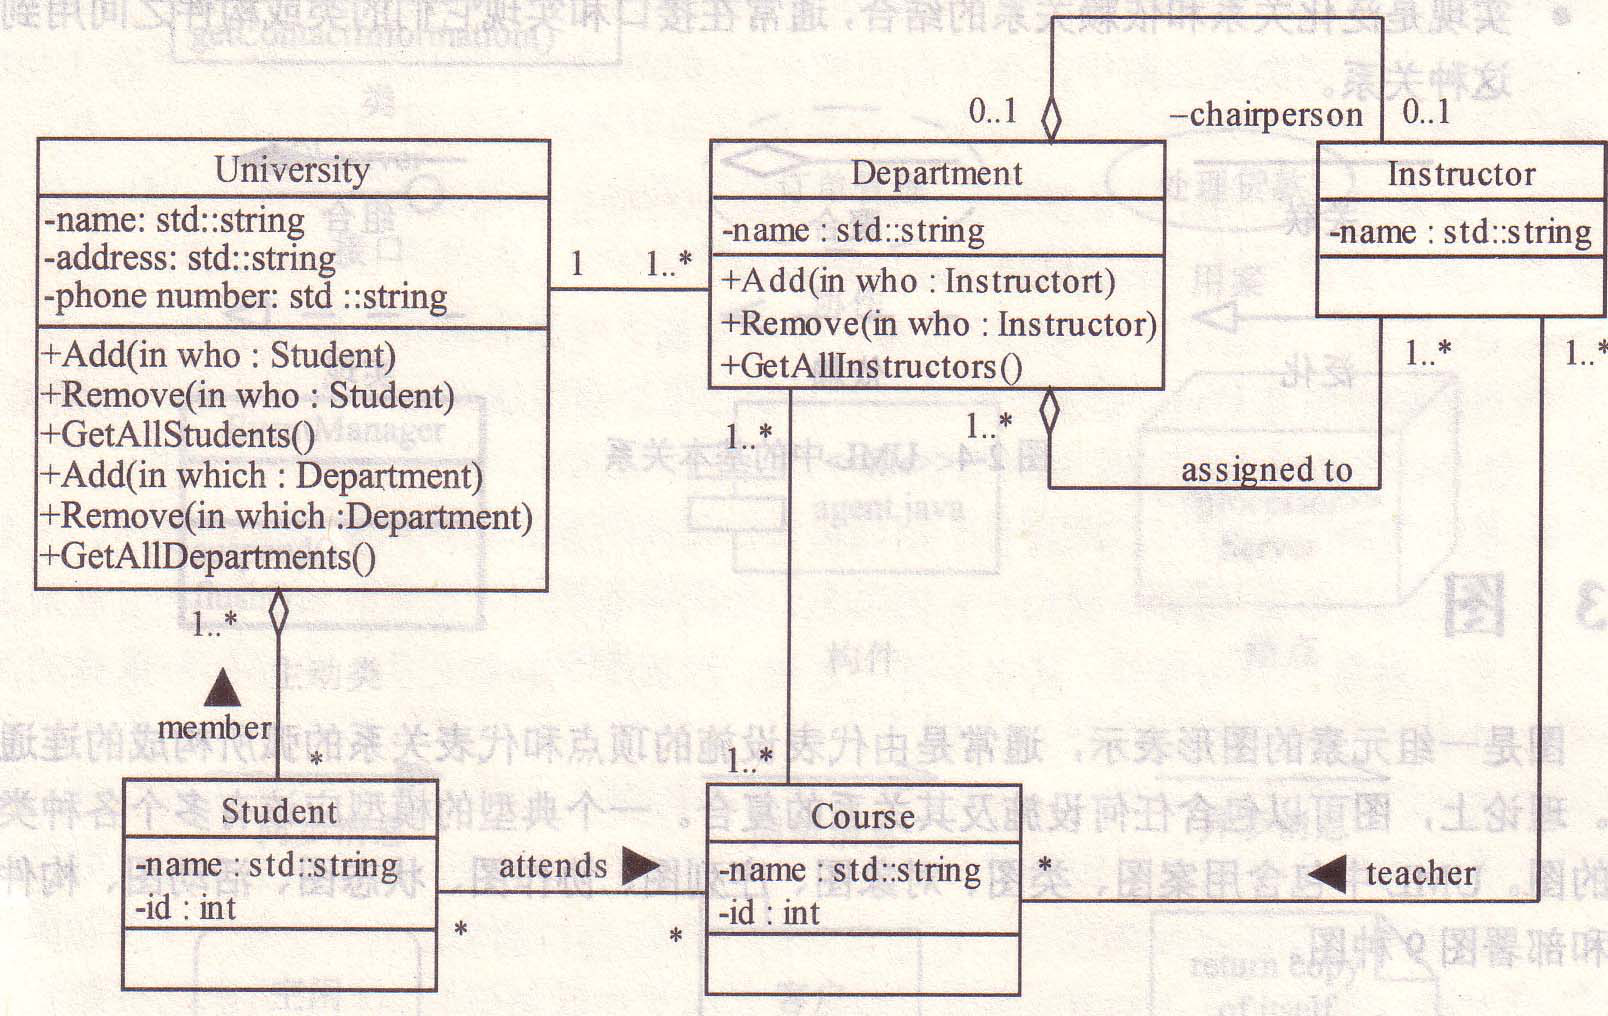 0..1
–chairperson
0..1
University
-name: std::string
-address: std::string
-phone number: std ::string
+Add(in who : Student)
+Remove(in who : Student)
+GetAllStudents()
+Add(in which : Department)
+Remove(in which :Department)
+GetAllDepartments()
1
1..*
Department
-name : std::string
+Add(in who : Instructort)
+Remove(in who : Instructor)
+GetAllInstructors()
Instructor
-name : std::string
1..*
1..*
1..*
1..*
assigned to
1..*
member
*
1..*
Student
-name : std::string
-id : int
attends
*
*
Course
-name : std::string
-id : int
*
teacher